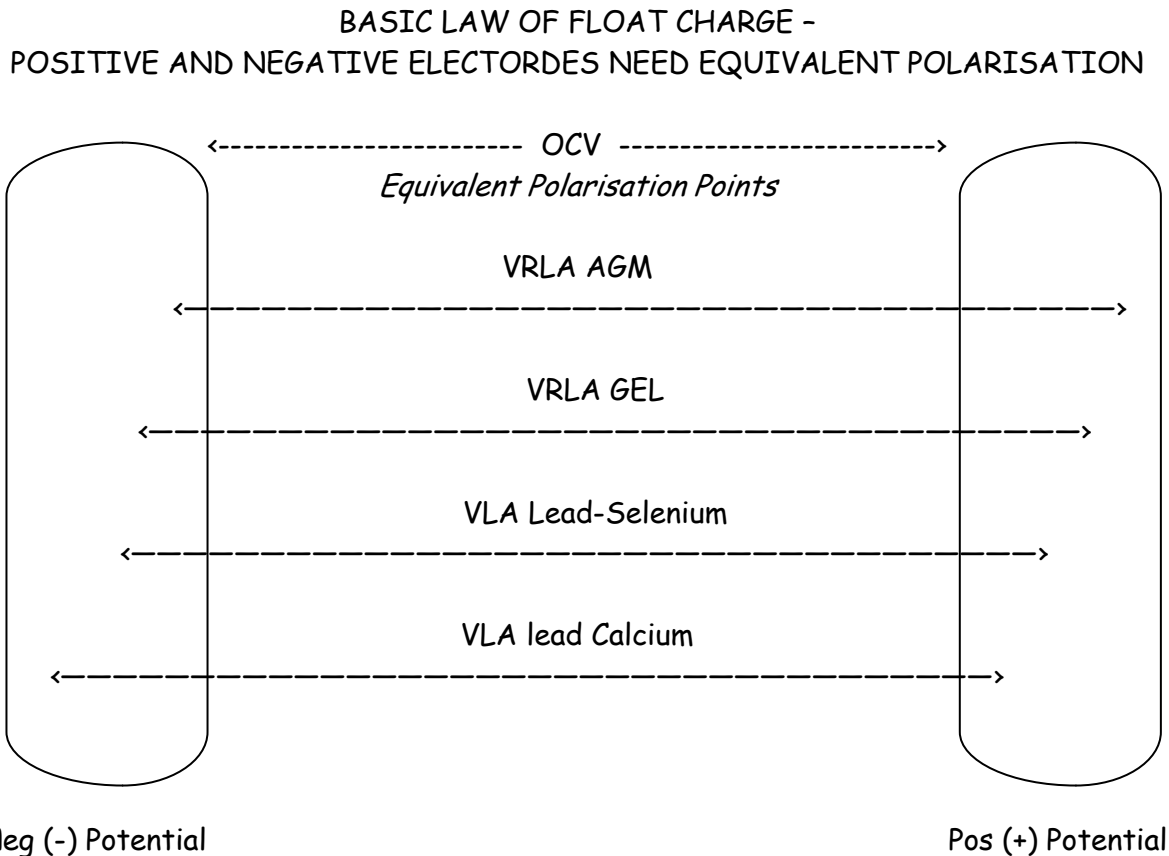 BASIC LAW OF FLOAT CHARGE –
POSITIVE AND NEGATIVE ELECTORDES NEED EQUIVALENT POLARISATION
<------------------------- OCV ------------------------->
Equivalent Polarisation Points
VRLA AGM
VRLA GEL
VLA Lead-Selenium
VLA lead Calcium
(-) Potential
Pos (+) Potential